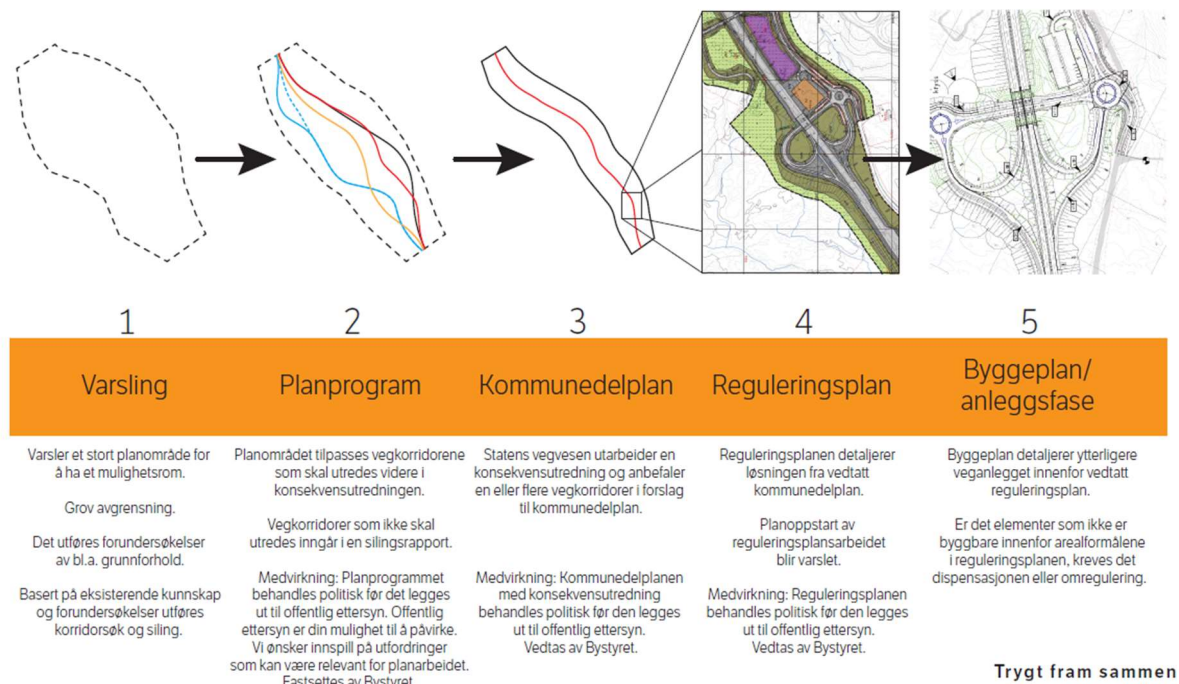 1
2
3
4
5
Varsling
Planprogram
Kommunedelplan
Reguleringsplan
Byggeplan/
anleggsfase
Varsler et stort planområde for
å ha et mulighetsrom.
Grov avgrensning.
Det utføres forundersøkelser
av bl.a. grunnforhold.
Basert på eksisterende kunnskap
og forundersøkelser utføres
korridorsøk og siling.
Planområdet tilpasses vegkorridorene
som skal utredes videre i
konsekvensutredningen.
Vegkorridorer som ikke skal
utredes inngår i en silingsrapport.
Medvirkning: Planprogrammet
behandles politisk før det legges
ut til offentlig ettersyn. Offentlig
ettersyn er din mulighet til å påvirke.
Vi ønsker innspill på utfordringer
som kan være relevant for planarbeidet.
Fastsettes av Bystyret
Statens vegvesen utarbeider en
konsekvensutredning og anbefaler
en eller flere vegkorridorer i forslag
til kommunedelplan.
Medvirkning: Kommunedelplanen
med konsekvensutredning
behandles politisk før den legges
ut til offentlig ettersyn.
Vedtas av Bystyret.
Reguleringsplanen detaljerer
løsningen fra vedtatt
kommunedelplan.
Planoppstart av
reguleringsplansarbeidet
blir varslet.
Medvirkning: Reguleringsplanen
behandles politisk før den legges
ut til offentlig ettersyn.
Vedtas av Bystyret.
Byggeplan detaljerer ytterligere
veganlegget innenfor vedtatt
reguleringsplan.
Er det elementer som ikke er
byggbare innenfor arealformålene
i reguleringsplanen, kreves det
dispensasjonen eller omregulering.
Trygt fram sammen